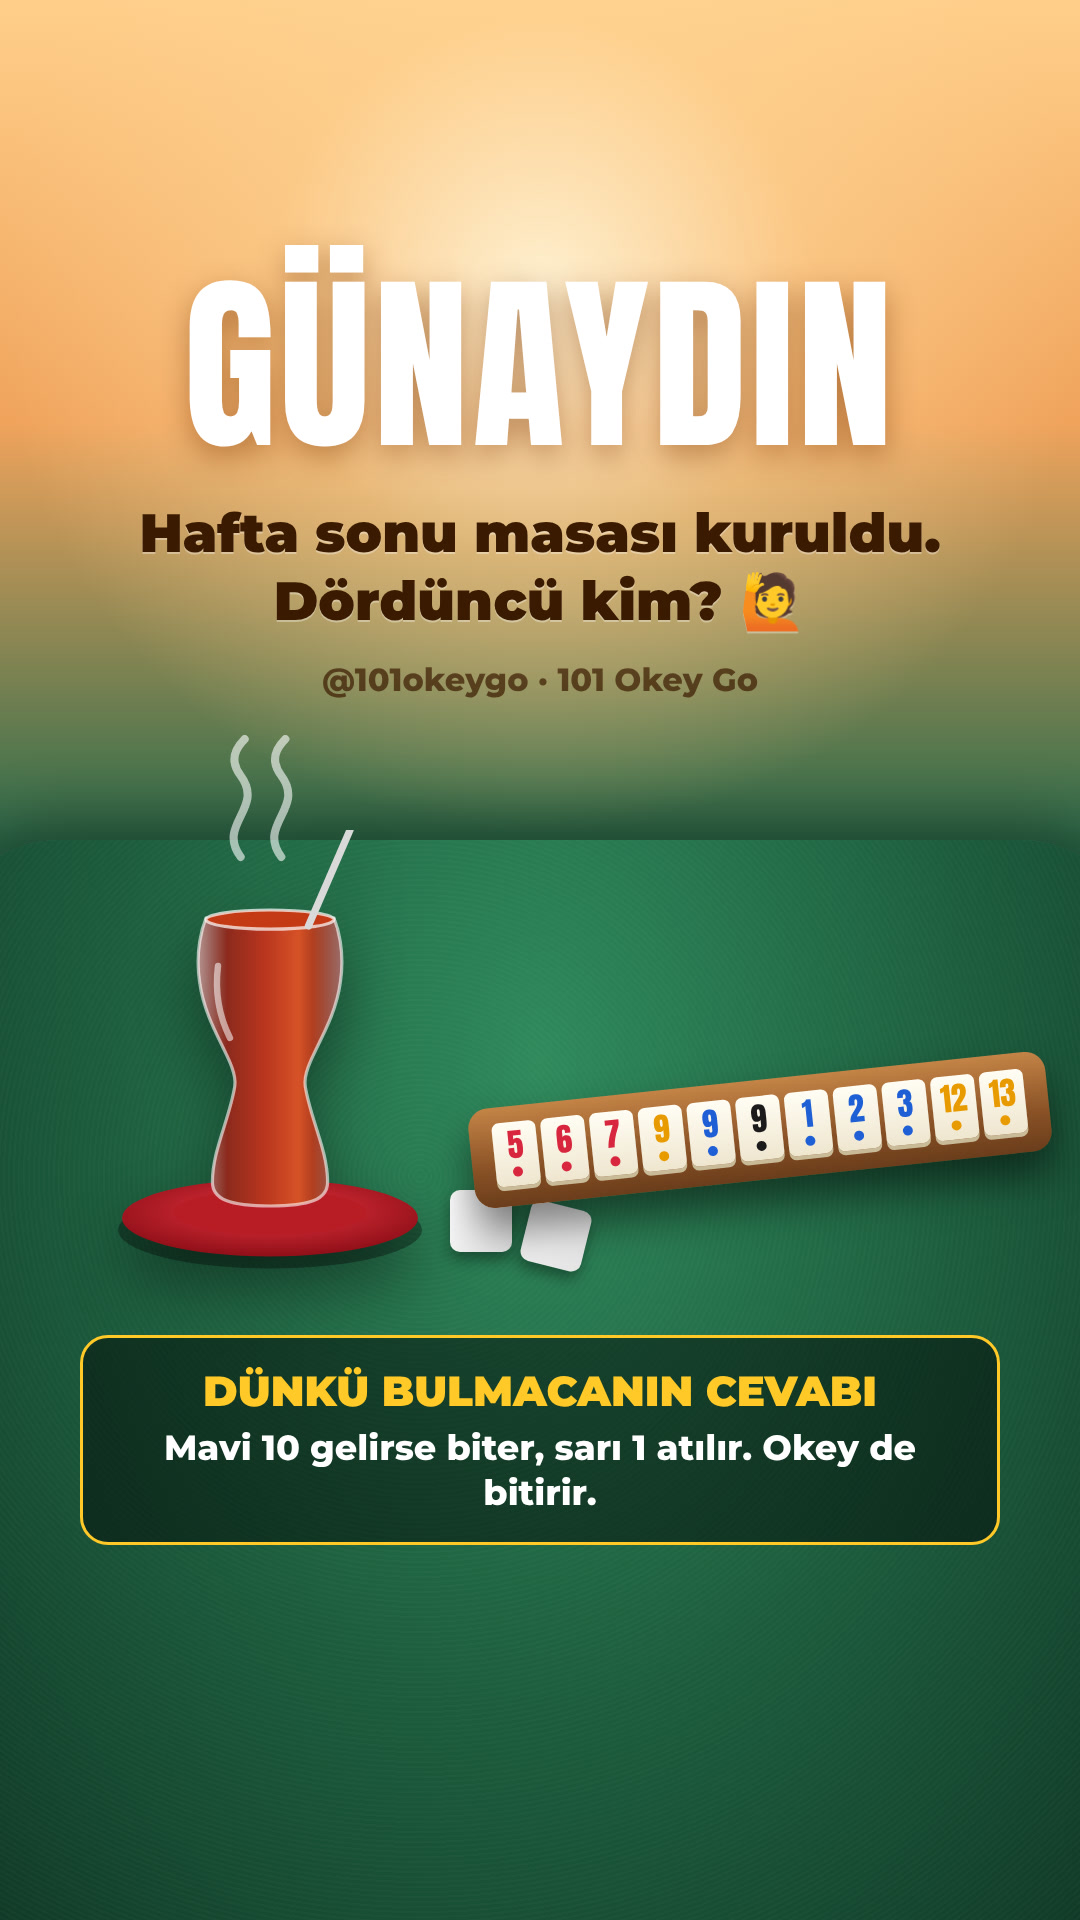 GÜNAYDIN
Hafta sonu masası kuruldu.
Dördüncü kim? 🙋
@101okeygo · 101 Okey Go
5 6 7 9 9 9 1 2 3 12 13
DÜNKÜ BULMACANIN CEVABI
Mavi 10 gelirse biter, sarı 1 atılır. Okey de
bitirir.